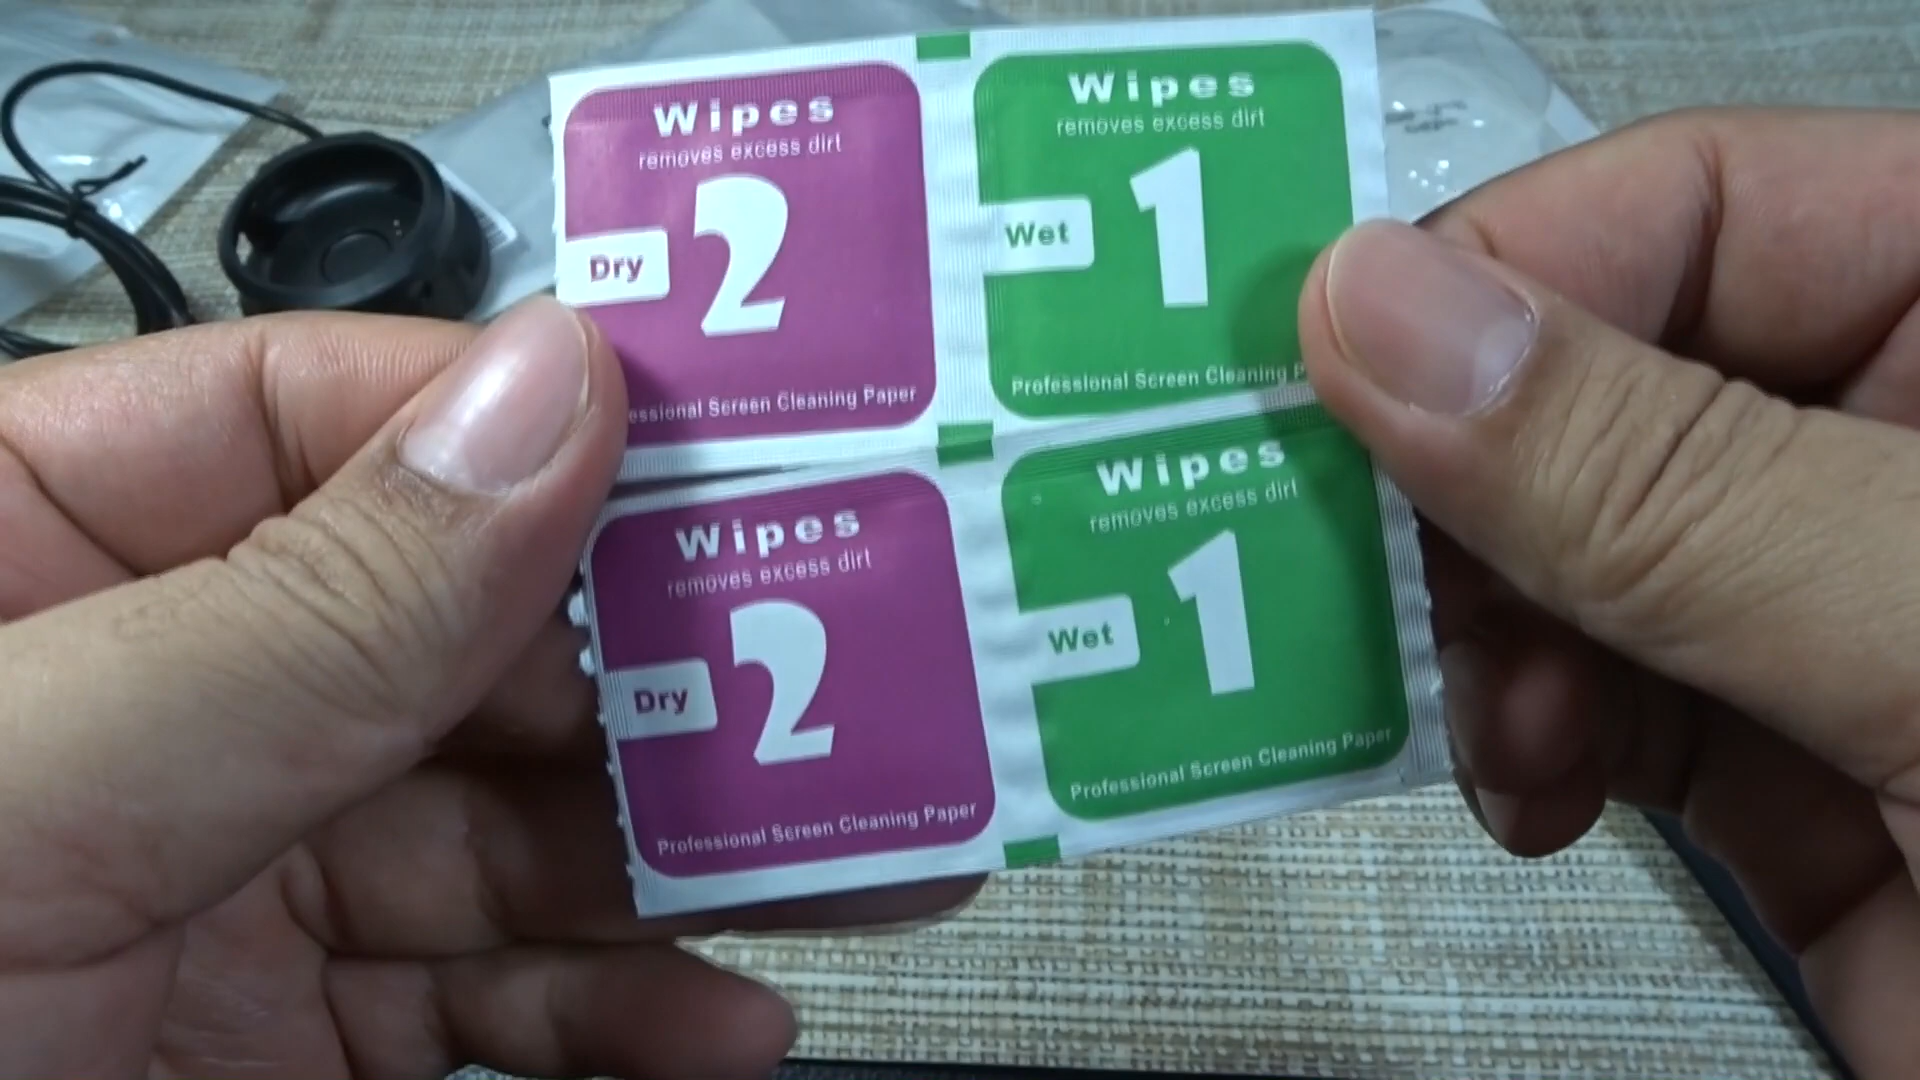 Wipes
removes excess dirt
2
Dry
Screen Cleaning Paper
Wipes
removes excess dirt
1
Wet
Professional Screen Cleaning
Wipes
removes excess dirt
2
Dry
Professional Screen Cleaning Paper
Wipes
removes excess dirt
1
Wet
Professional Screen Cleaning Paper